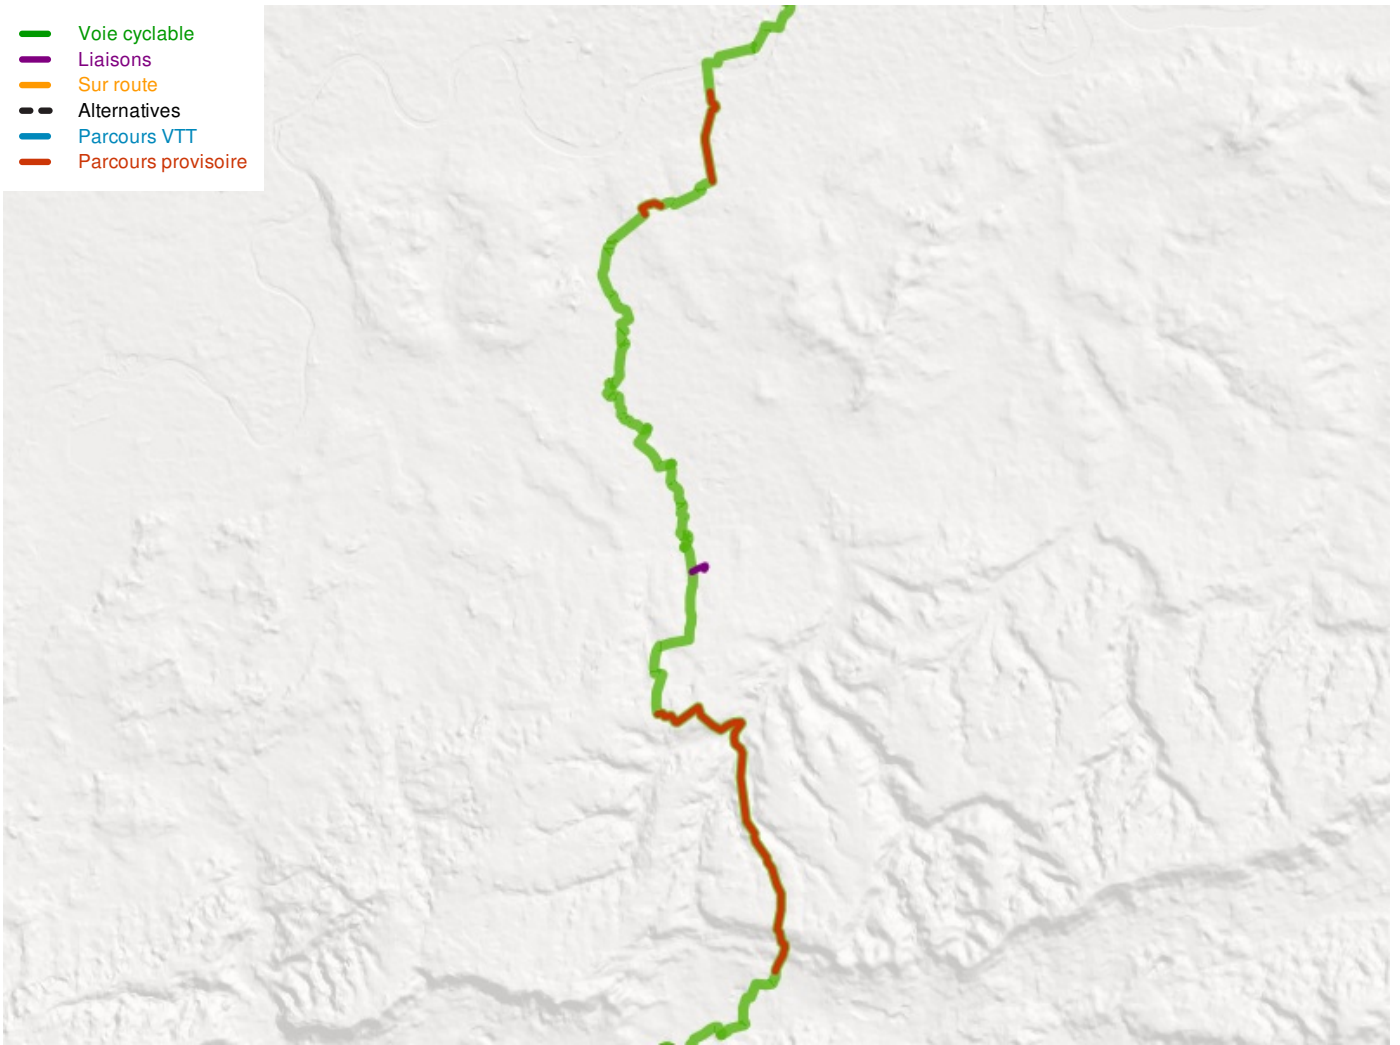 Voie cyclable
Liaisons
Sur route
Alternatives
Parcours VTT
Parcours provisoire